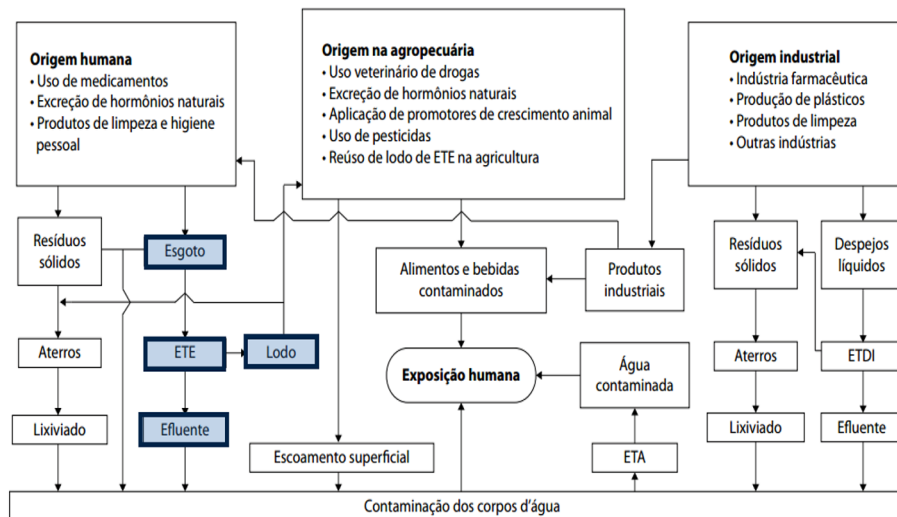 Origem humana
• Uso de medicamentos
• Excreção de hormônios naturais
• Produtos de limpeza e higiene
pessoal
Origem na agropecuária
• Uso veterinário de drogas
• Excreção de hormônios naturais
• Aplicação de promotores de crescimento animal
• Uso de pesticidas
• Reúso de lodo de ETE na agricultura
Origem industrial
• Indústria farmacêutica
• Produção de plásticos
• Produtos de limpeza
• Outras indústrias
Resíduos
sólidos
Esgoto
Alimentos e bebidas
contaminados
Produtos
industriais
Resíduos
sólidos
Despejos
líquidos
Aterros
ETE
Lodo
Exposição humana
Água
contaminada
Aterros
ETDI
Lixiviado
Efluente
Escoamento superficial
ETA
Lixiviado
Efluente
Contaminação dos corpos d'água